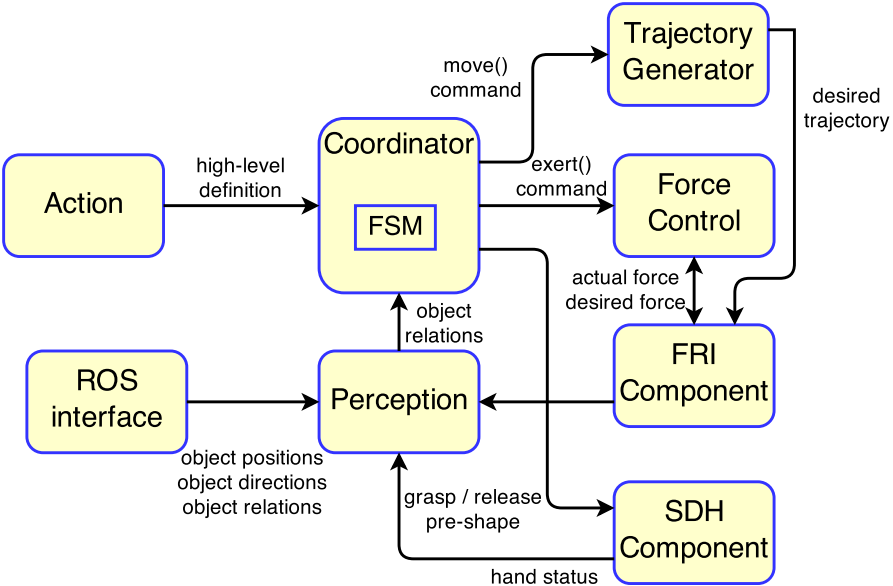 Trajectory
Generator
move()
command
desired
trajectory
Coordinator
FSM
high-level
definition
Action
exert()
command
Force
Control
actual force
desired force
object
relations
ROS
interface
Perception
FRI
Component
object positions
object directions
object relations
grasp / release
pre-shape
SDH
Component
hand status